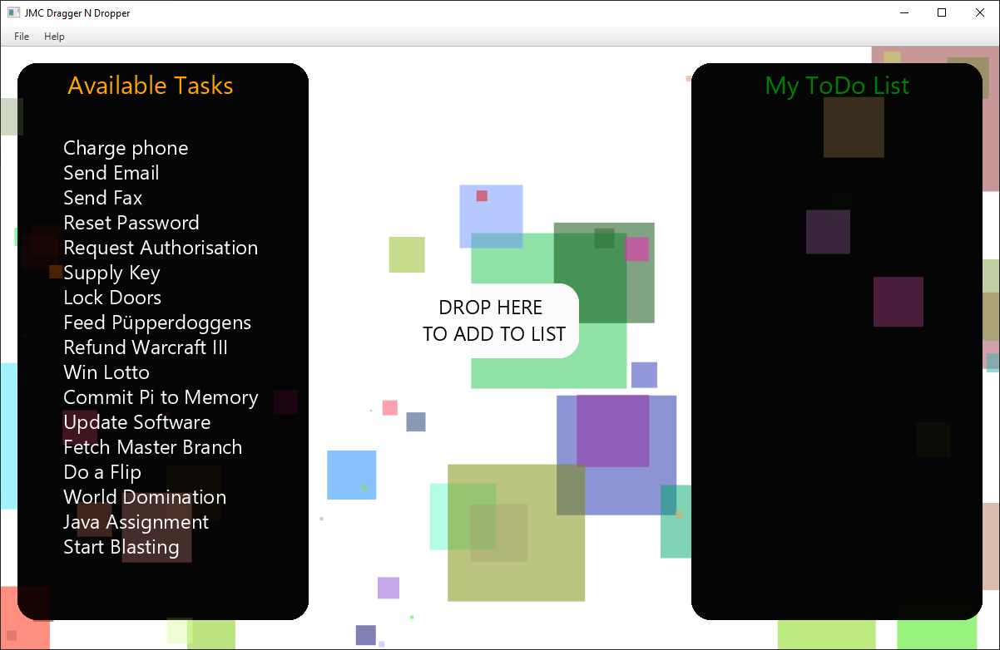 JMC Dragger N Dropper
File Help
Available Tasks
Charge phone
Send Email
Send Fax
Reset Password
Request Authorisation
Supply Key
Lock Doors
Feed Püpperdoggens
Refund Warcraft III
Win Lotto
Commit Pi to Memory
Update Software
Fetch Master Branch
Do a Flip
World Domination
Java Assignment
Start Blasting
DROP HERE
TO ADD TO LIST
My ToDo List